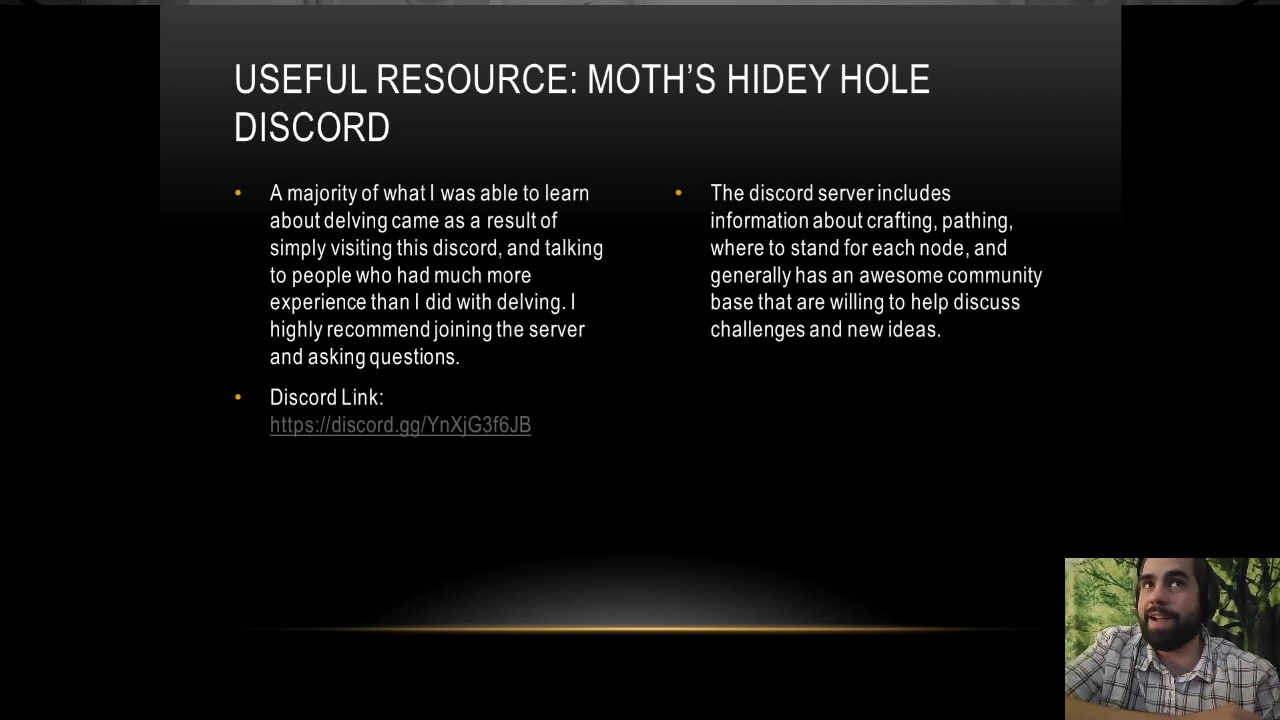 USEFUL RESOURCE: MOTH'S HIDEY HOLE
DISCORD
• A majority of what I was able to learn
about delving came as a result of
simply visiting this discord, and talking
to people who had much more
experience than I did with delving. I
highly recommend joining the server
and asking questions.
• Discord Link:
https://discord.gg/YnXjG3f6JB
• The discord server includes
information about crafting, pathing,
where to stand for each node, and
generally has an awesome community
base that are willing to help discuss
challenges and new ideas.